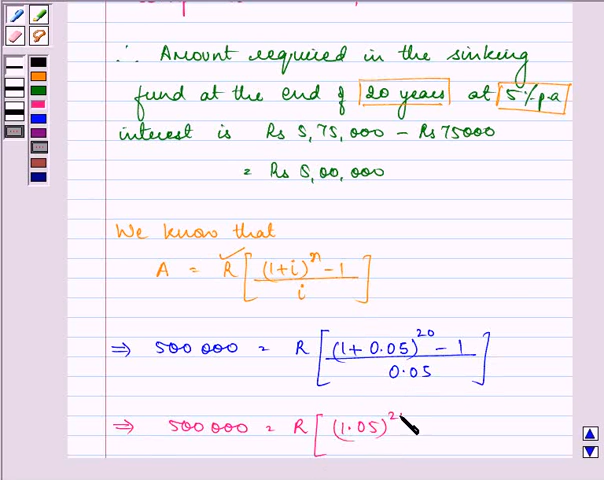 ∴ Amount required in the sinking
fund at the end of 20 years at 5% p.a
interest is Rs 5,75,000 – Rs 75000
= Rs 5,00,000
We know that
A = R [ (1+i)^n – 1 / i ]
⇒ 500 000 = R [ (1 + 0.05)^20 – 1 / 0.05 ]
⇒ 500 000 = R [ (1.05)^2